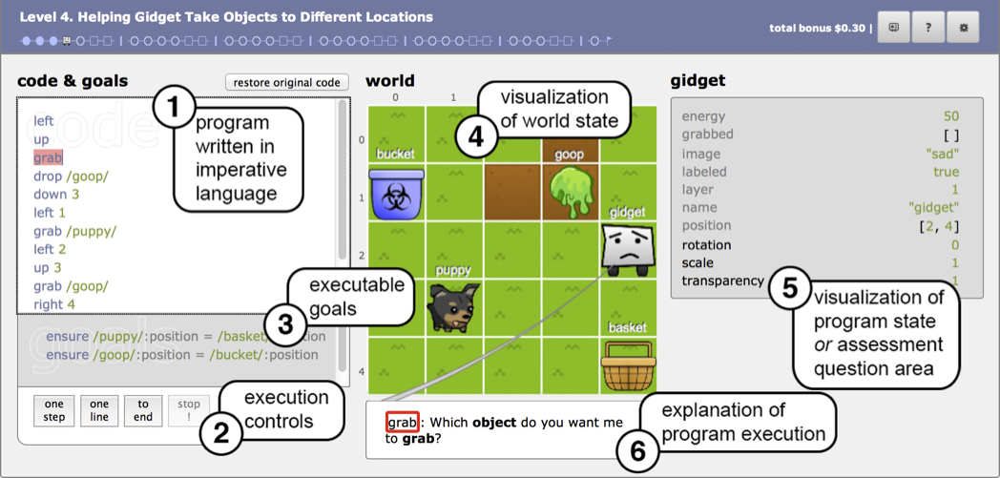 Level 4. Helping Gidget Take Objects to Different Locations
total bonus $0.30 |
?
code & goals
restore original code
code
left
up
grab
drop /goop/
down 3
left 1
grab /puppy/
left 2
up 3
grab /goop/
right 4
1
program
written in
imperative
language
3
executable
goals
goals
ensure /puppy/:position = /basket/
tion
ensure /goop/:position = /bucket/:position
one
step
one
line
to
end
stop
!
2
execution
controls
world
0
1
4
visualization
of world state
0
1
2
4
bucket
goop
gidget
puppy
basket
grab: Which object do you want me
to grab?
6
explanation of
program execution
gidget
energy 50
grabbed [ ]
image "sad"
labeled true
layer 1
name "gidget"
position [2, 4]
rotation 0
scale 1
transparency 1
5
visualization of
program state
or assessment
question area